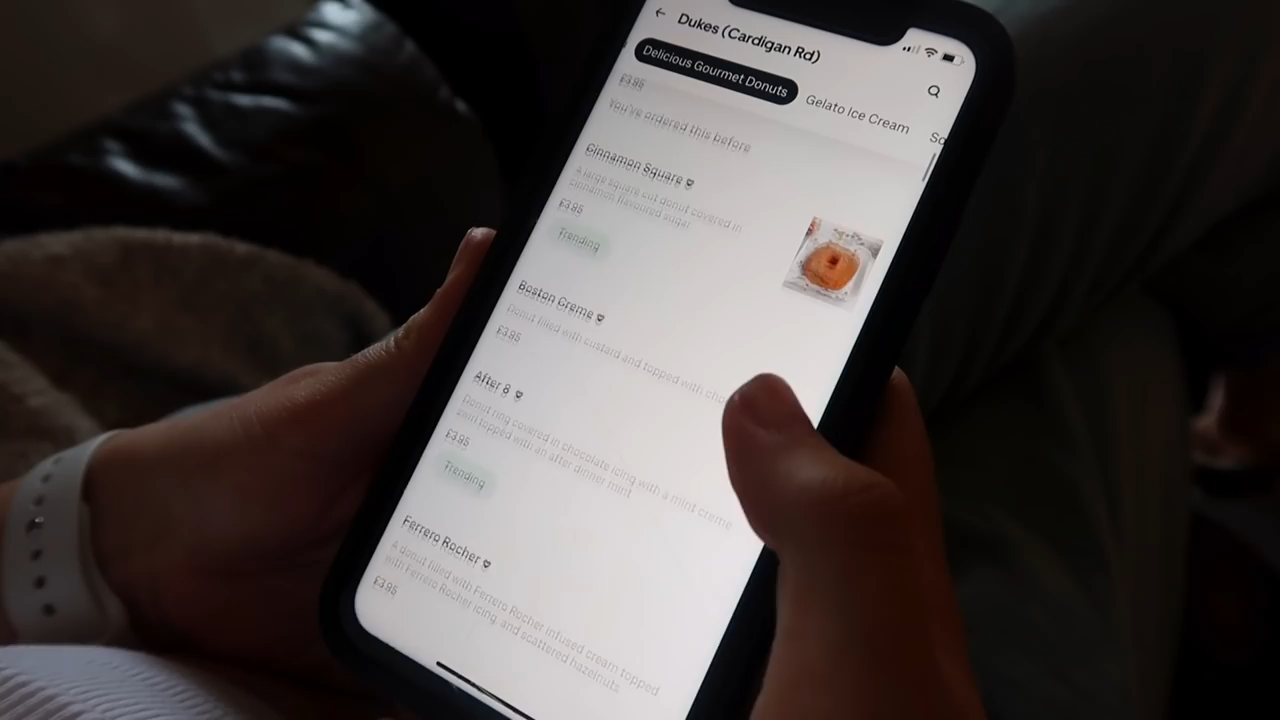 Dukes (Cardigan Rd)
Delicious Gourmet Donuts
Gelato Ice Cream
£3.95
You've ordered this before
Cinnamon Square
A large square cut donut covered in
cinnamon flavoured sugar
£3.95
Trending
Boston Creme
Donut filled with custard and topped with
£3.95
After 8
Donut ring covered in chocolate icing with a mint creme
swirl topped with an after dinner mint
£3.95
Trending
Ferrero Rocher
A donut filled with Ferrero Rocher infused cream topped
with Ferrero Rocher icing, and scattered hazelnuts
£3.95